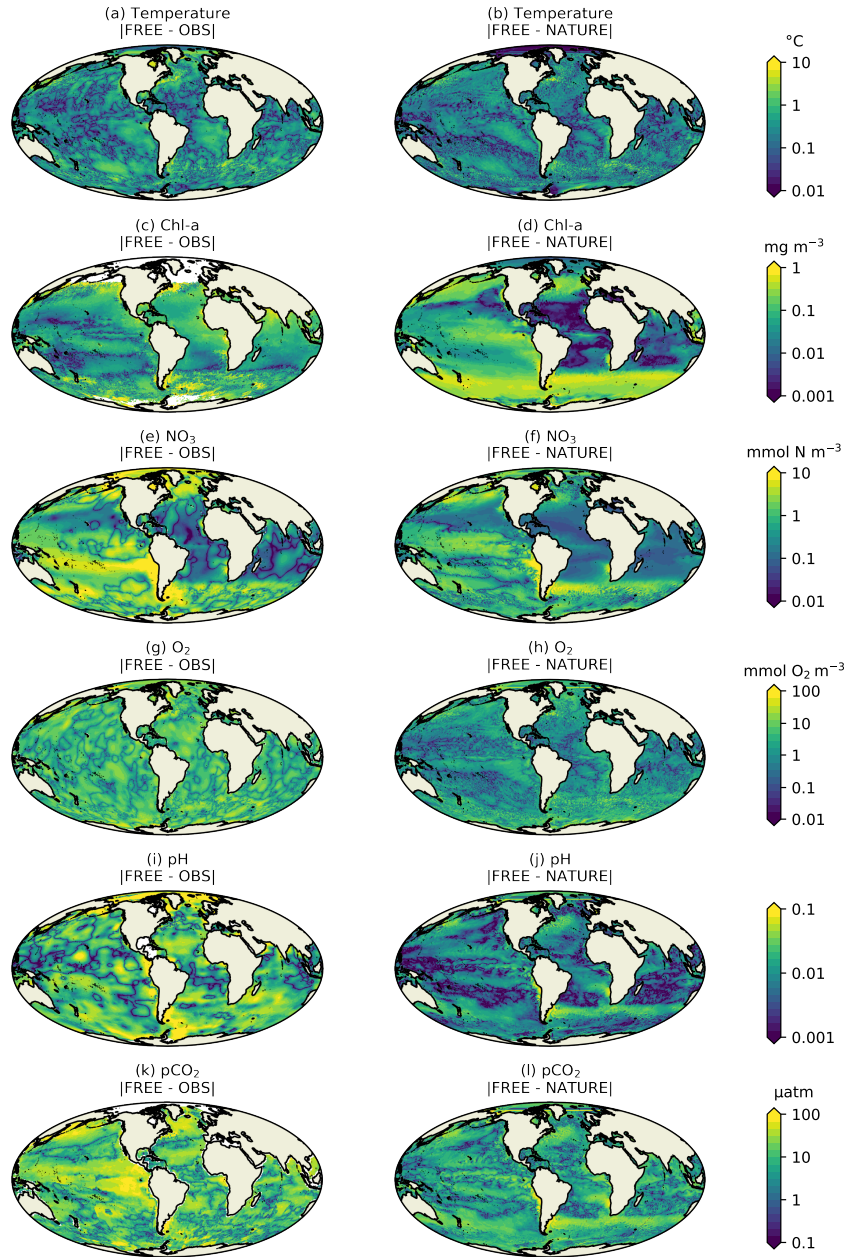 (a) Temperature
|FREE - OBS|
(b) Temperature
|FREE - NATURE|
°C
10
1
0.1
0.01
(c) Chl-a
|FREE - OBS|
(d) Chl-a
|FREE - NATURE|
mg m⁻³
1
0.1
0.01
0.001
(e) NO₃
|FREE - OBS|
(f) NO₃
|FREE - NATURE|
mmol N m⁻³
10
1
0.1
0.01
(g) O₂
|FREE - OBS|
(h) O₂
|FREE - NATURE|
mmol O₂ m⁻³
100
10
1
0.1
0.01
(i) pH
|FREE - OBS|
(j) pH
|FREE - NATURE|
0.1
0.01
0.001
(k) pCO₂
|FREE - OBS|
(l) pCO₂
|FREE - NATURE|
μatm
100
10
1
0.1